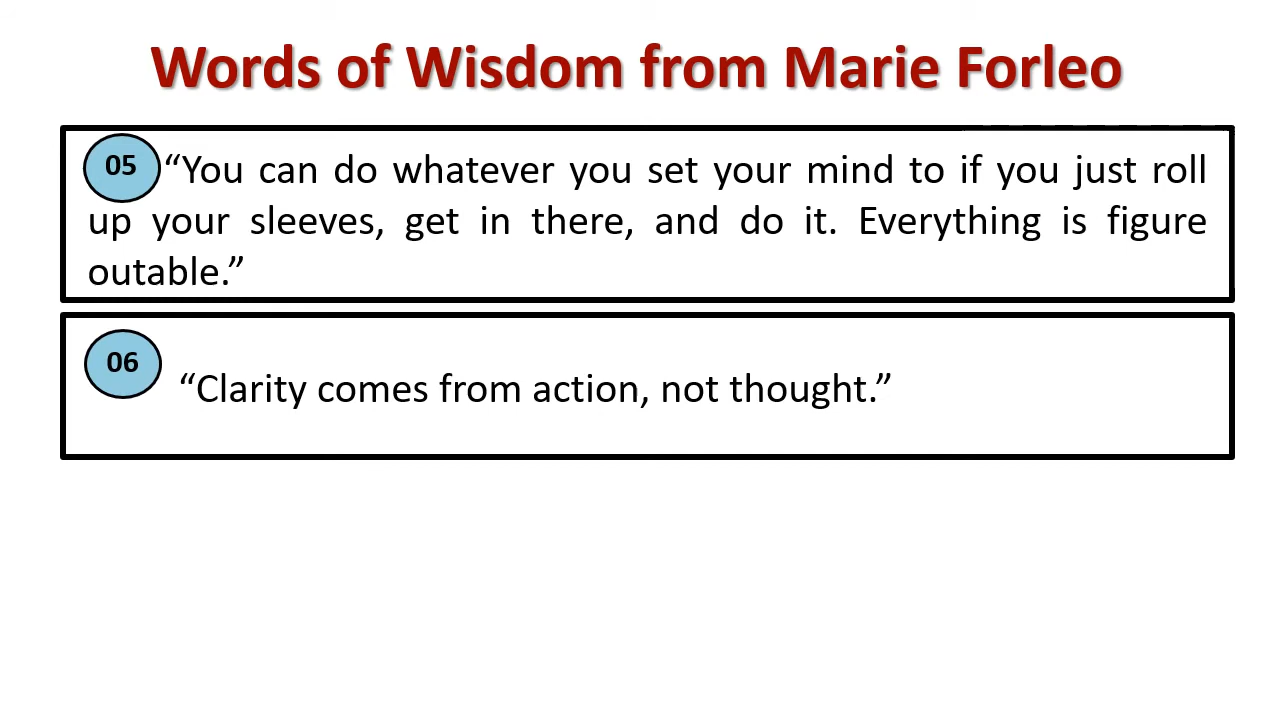 Words of Wisdom from Marie Forleo
05 “You can do whatever you set your mind to if you just roll
up your sleeves, get in there, and do it. Everything is figure
outable.”
06
“Clarity comes from action, not thought.”